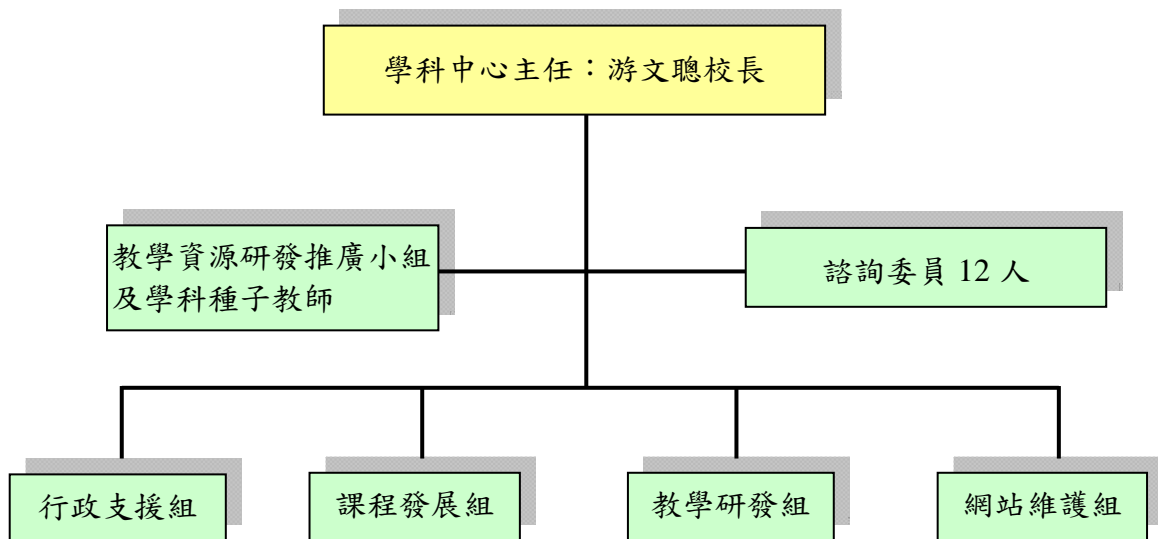 學科中心主任：游文聰校長
教學資源研發推廣小組
及學科種子教師
諮詢委員 12 人
行政支援組
課程發展組
教學研發組
網站維護組